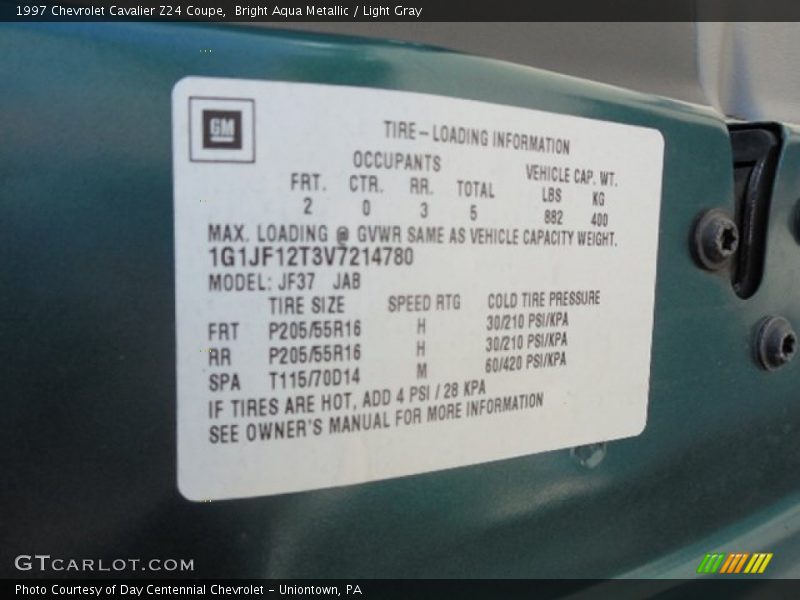 1997 Chevrolet Cavalier Z24 Coupe, Bright Aqua Metallic / Light Gray
GM
TIRE-LOADING INFORMATION
OCCUPANTS VEHICLE CAP. WT.
FRT. CTR. RR. TOTAL LBS KG
2 0 3 5 882 400
MAX. LOADING @ GVWR SAME AS VEHICLE CAPACITY WEIGHT.
1G1JF12T3V7214780
MODEL: JF37 JAB
TIRE SIZE SPEED RTG COLD TIRE PRESSURE
FRT P205/55R16 H 30/210 PSI/KPA
RR P205/55R16 H 30/210 PSI/KPA
SPA T115/70D14 M 60/420 PSI/KPA
IF TIRES ARE HOT, ADD 4 PSI / 28 KPA
SEE OWNER'S MANUAL FOR MORE INFORMATION
GTCARLOT.COM
Photo Courtesy of Day Centennial Chevrolet - Uniontown, PA